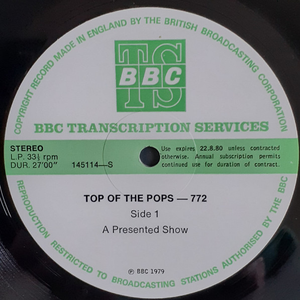 COPYRIGHT RECORD MADE IN ENGLAND BY THE BRITISH BROADCASTING CORPORATION
TS
BBC
BBC TRANSCRIPTION SERVICES
STEREO
L.P. 33⅓ rpm
DUR. 27'00"
145114—S
Use expires 22.8.80 unless contracted
otherwise. Annual subscription permits
continued use for duration of contract.
TOP OF THE POPS — 772
Side 1
A Presented Show
℗ BBC 1979
REPRODUCTION RESTRICTED TO BROADCASTING STATIONS AUTHORISED BY THE BBC